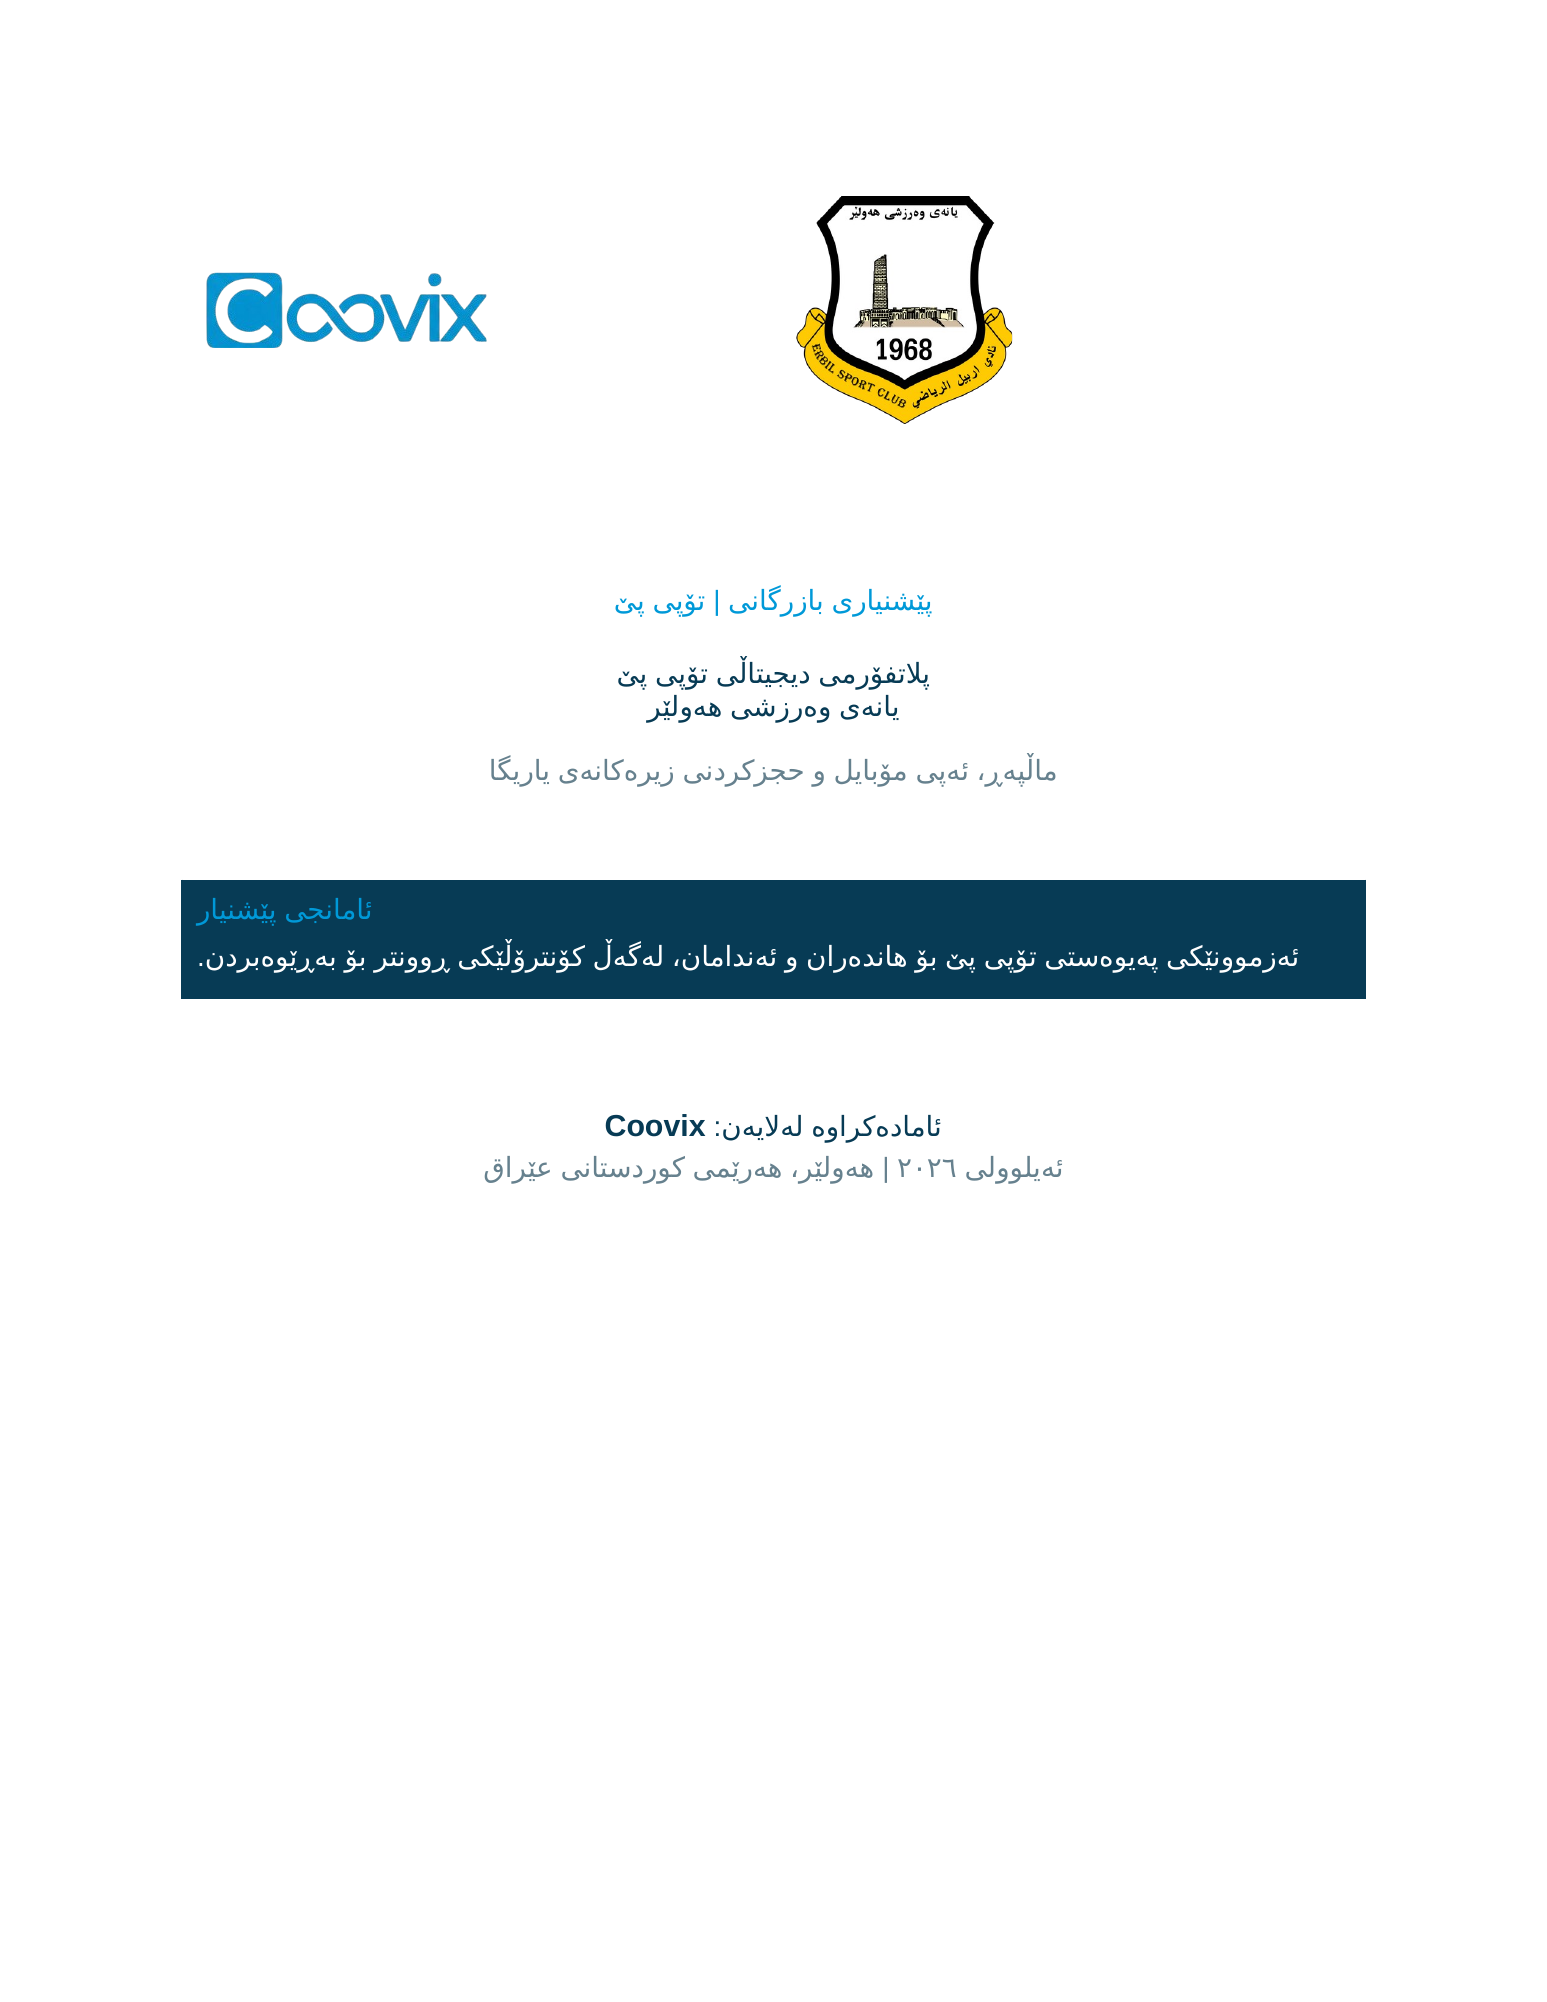 Coovix
یانەی وەرزشی هەولێر
1968
ERBIL SPORT CLUB نادي اربيل الرياضي
پێشنیاری بازرگانی | تۆپی پێ
پلاتفۆرمی دیجیتاڵی تۆپی پێ
یانەی وەرزشی هەولێر
ماڵپەڕ، ئەپی مۆبایل و حجزکردنی زیرەکانەی یاریگا
ئامانجی پێشنیار
ئەزموونێکی پەیوەستی تۆپی پێ بۆ هاندەران و ئەندامان، لەگەڵ کۆنترۆڵێکی ڕوونتر بۆ بەڕێوەبردن.
ئامادەکراوە لەلایەن: Coovix
ئەیلوولی ٢٠٢٦ | هەولێر، هەرێمی کوردستانی عێراق